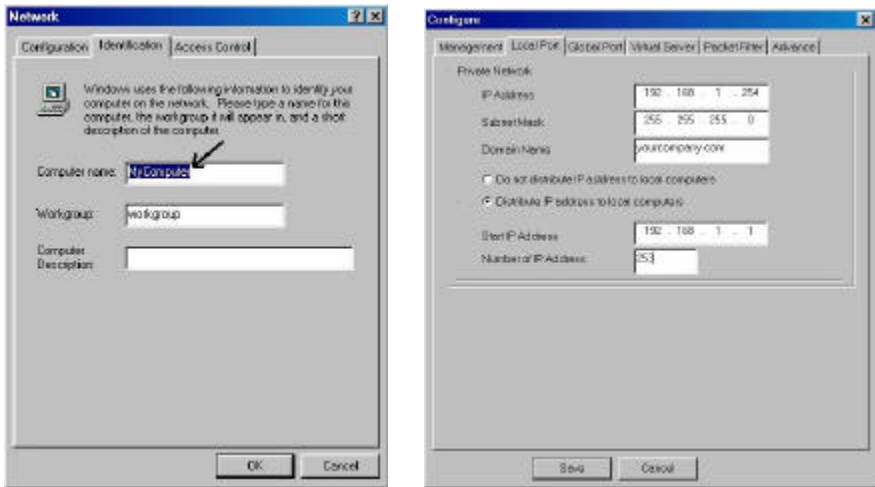 Network
Configuration Identification Access Control
Windows uses the following information to identify your
computer on the network. Please type a name for this
computer, the workgroup it will appear in, and a short
description of the computer.
Computer name: My Computer
Workgroup: workgroup
Computer
Description:
OK Cancel
Configure
Management Local Port Global Port Virtual Server Packet Filter Advance
Private Network
IP Address 192 . 168 . 1 . 254
Subnet Mask 255 . 255 . 255 . 0
Domain Name yourcompany.com
Do not distribute IP address to local computers
Distribute IP address to local computers
Start IP Address 192 . 168 . 1 . 1
Number of IP Address 253
Save Cancel